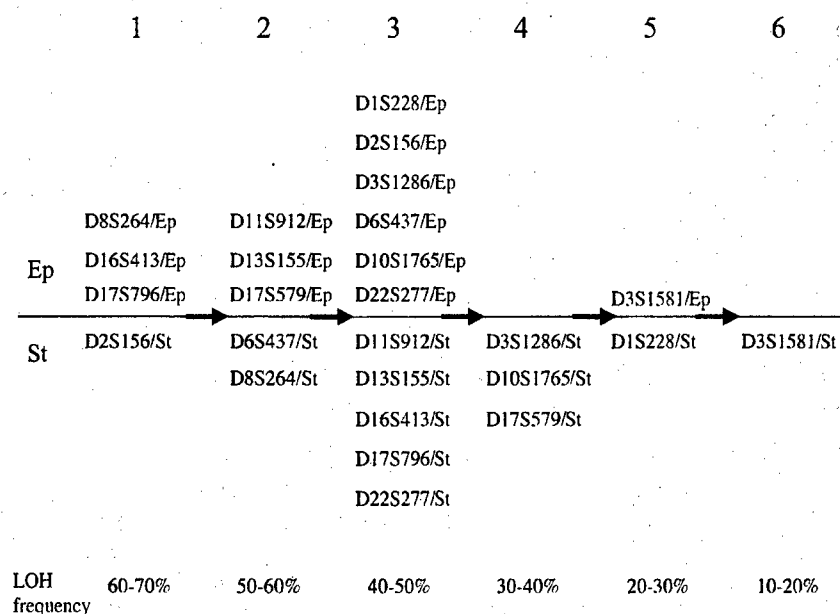 1 2 3 4 5 6
D1S228/Ep
D2S156/Ep
D3S1286/Ep
D8S264/Ep D11S912/Ep D6S437/Ep
Ep D16S413/Ep D13S155/Ep D10S1765/Ep
D17S796/Ep D17S579/Ep D22S277/Ep D3S1581/Ep
St D2S156/St D6S437/St D11S912/St D3S1286/St D1S228/St D3S1581/St
D8S264/St D13S155/St D10S1765/St
D16S413/St D17S579/St
D17S796/St
D22S277/St
LOH frequency 60-70% 50-60% 40-50% 30-40% 20-30% 10-20%